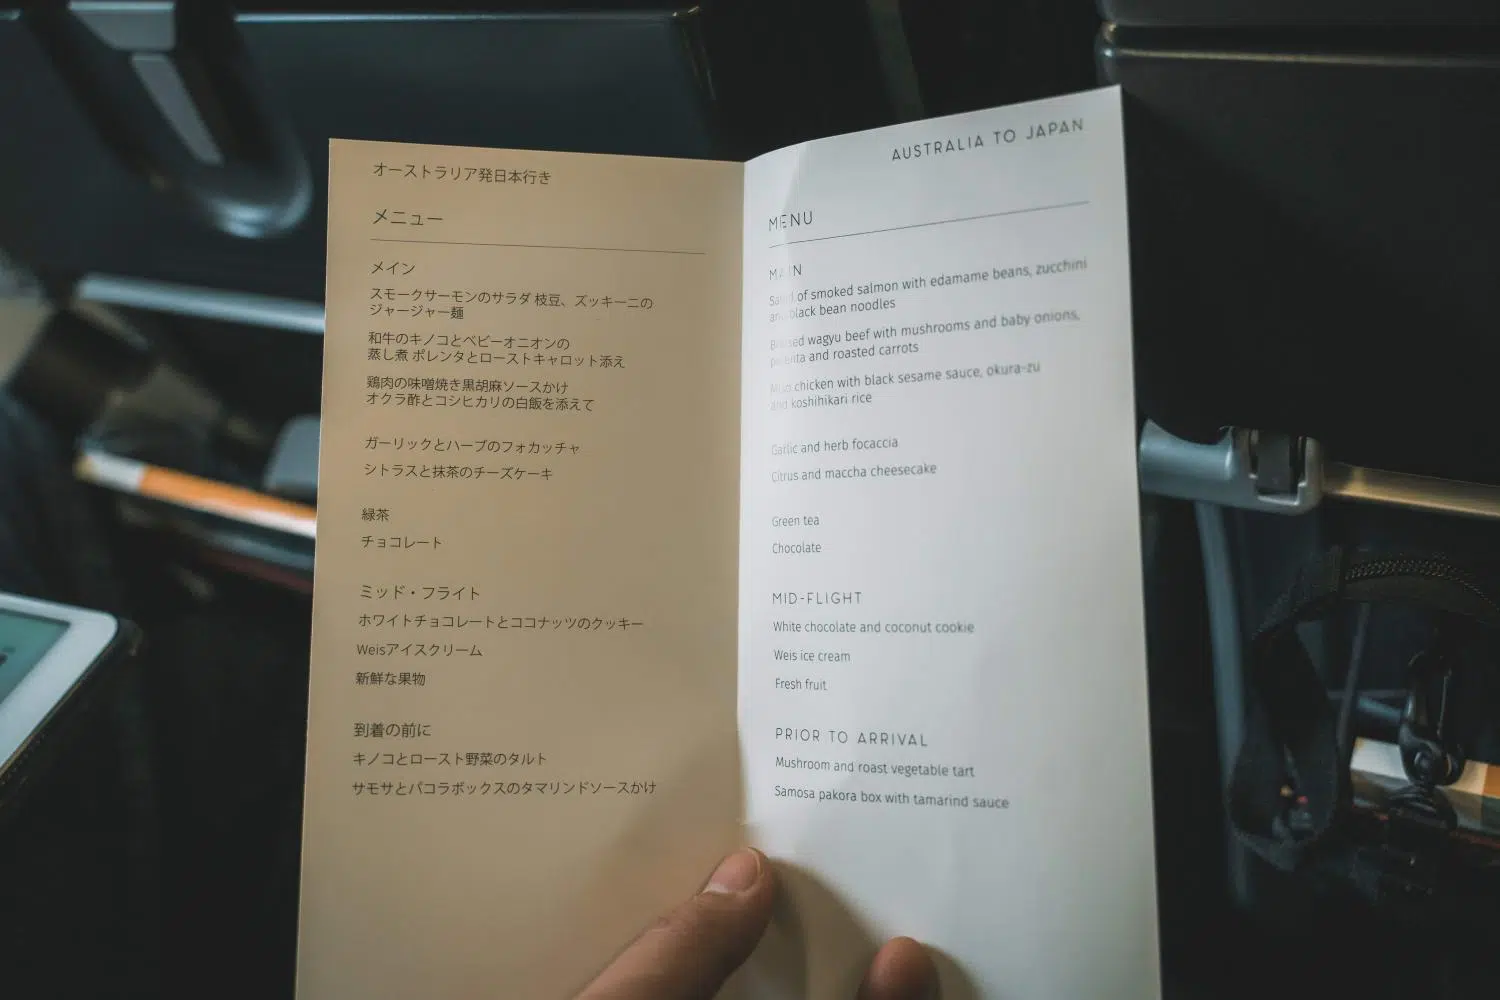 オーストラリア発日本行き
メニュー
メイン
スモークサーモンのサラダ 枝豆、ズッキーニの
ジャージャー麺
和牛のキノコとベビーオニオンの
蒸し煮 ポレンタとローストキャロット添え
鶏肉の味噌焼き黒胡麻ソースかけ
オクラ酢とコシヒカリの白飯を添えて
ガーリックとハーブのフォカッチャ
シトラスと抹茶のチーズケーキ
緑茶
チョコレート
ミッド・フライト
ホワイトチョコレートとココナッツのクッキー
Weisアイスクリーム
新鮮な果物
到着の前に
キノコとロースト野菜のタルト
サモサとパコラボックスのタマリンドソースかけ
AUSTRALIA TO JAPAN
MENU
MAIN
Salad of smoked salmon with edamame beans, zucchini
and black bean noodles
Braised wagyu beef with mushrooms and baby onions,
polenta and roasted carrots
Miso chicken with black sesame sauce, okura-zu
and koshihikari rice
Garlic and herb focaccia
Citrus and maccha cheesecake
Green tea
Chocolate
MID-FLIGHT
White chocolate and coconut cookie
Weis ice cream
Fresh fruit
PRIOR TO ARRIVAL
Mushroom and roast vegetable tart
Samosa pakora box with tamarind sauce